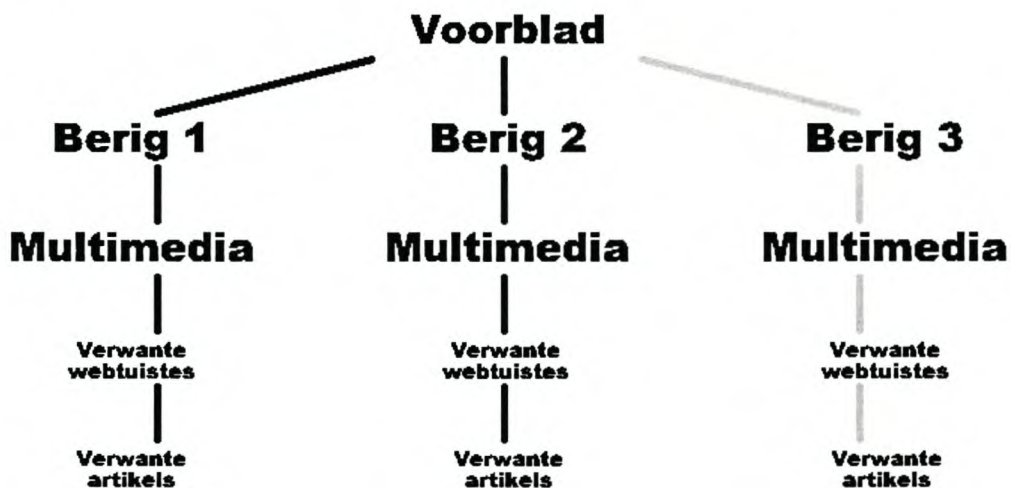 Voorblad
Berig 1 Berig 2 Berig 3
Multimedia Multimedia Multimedia
Verwante Verwante Verwante
webtuistes webtuistes webtuistes
Verwante Verwante Verwante
artikels artikels artikels